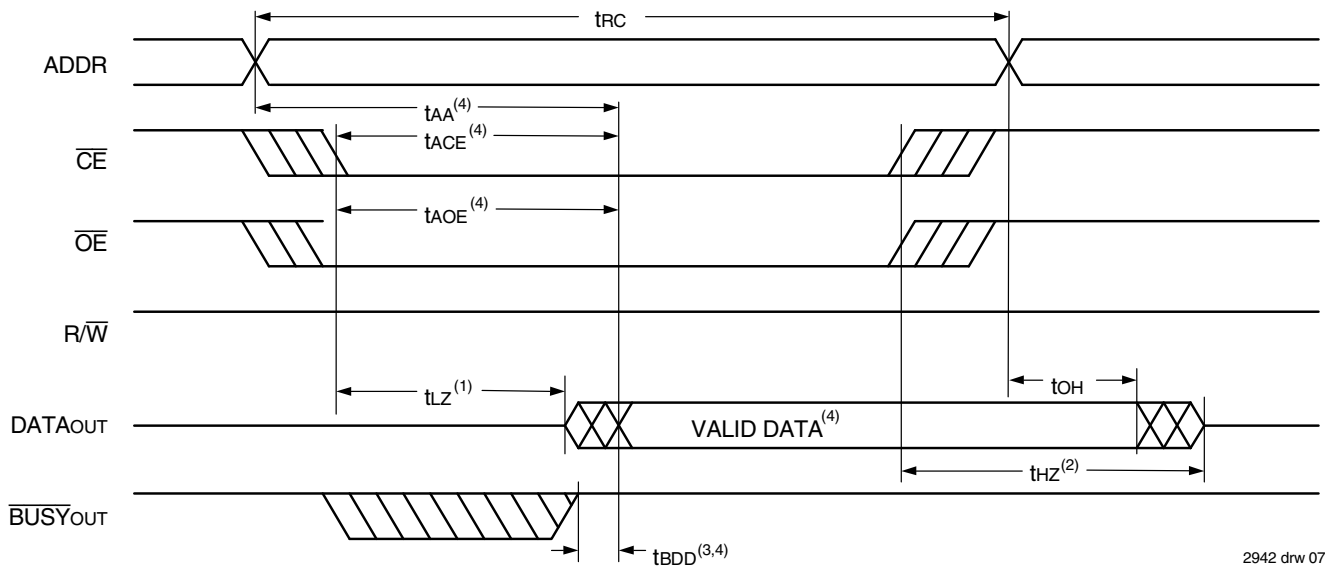 tRC
ADDR
tAA(4)
CE
tACE(4)
OE
tAOE(4)
R/W
tLZ(1)
tOH
DATAOUT
VALID DATA(4)
tHZ(2)
BUSYOUT
tBDD(3,4)
2942 drw 07